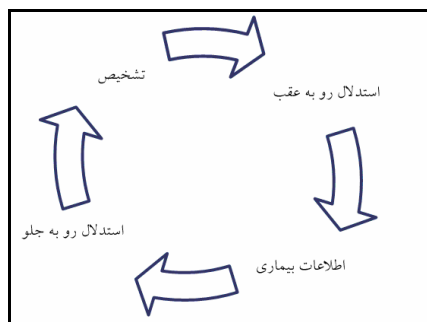 تشخیص
استدلال رو به عقب
اطلاعات بیماری
استدلال رو به جلو